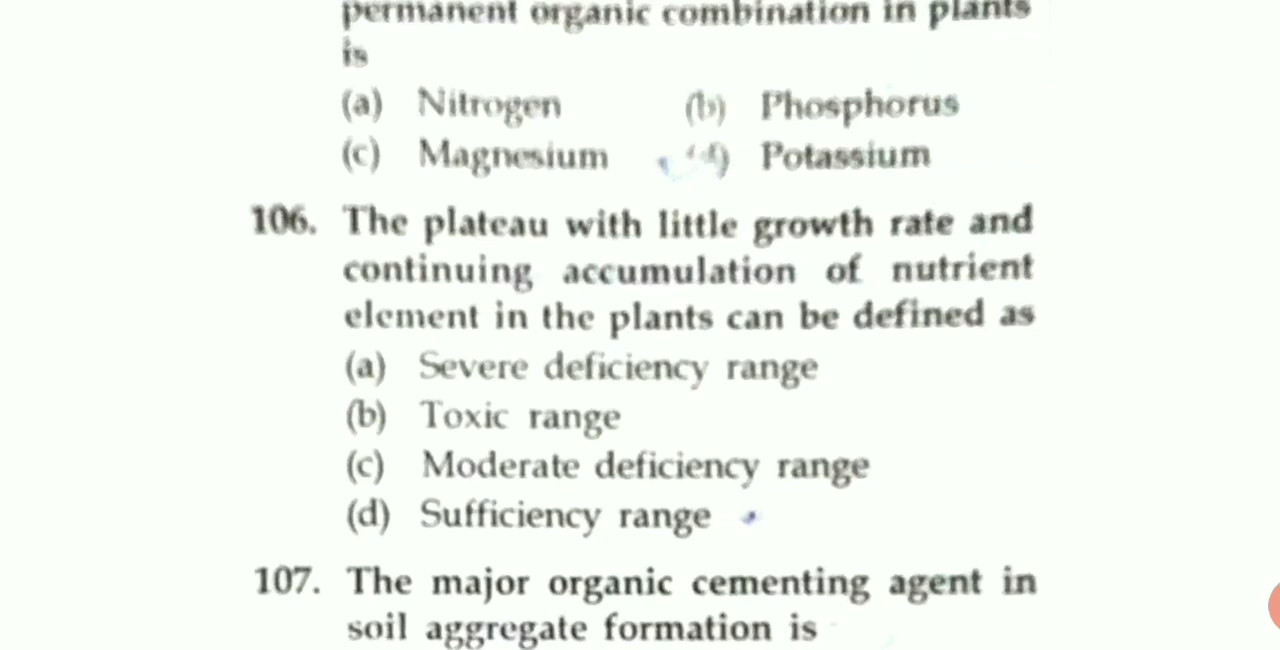 permanent organic combination in plants
is
(a) Nitrogen (b) Phosphorus
(c) Magnesium (d) Potassium
106. The plateau with little growth rate and
continuing accumulation of nutrient
element in the plants can be defined as
(a) Severe deficiency range
(b) Toxic range
(c) Moderate deficiency range
(d) Sufficiency range
107. The major organic cementing agent in
soil aggregate formation is